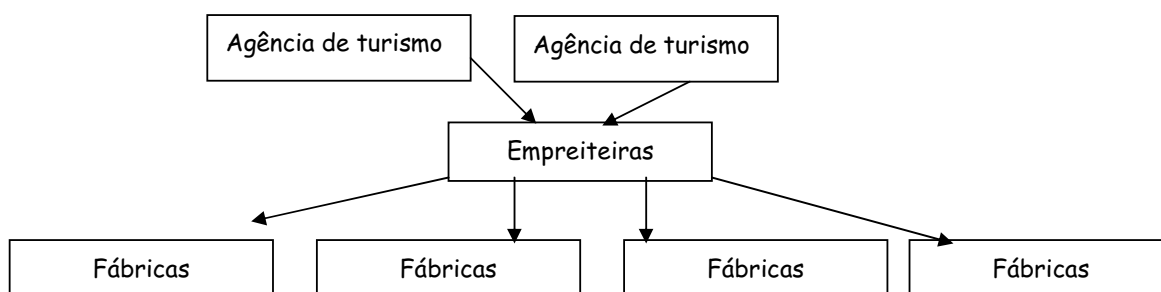 Agência de turismo
Agência de turismo
Empreiteiras
Fábricas
Fábricas
Fábricas
Fábricas